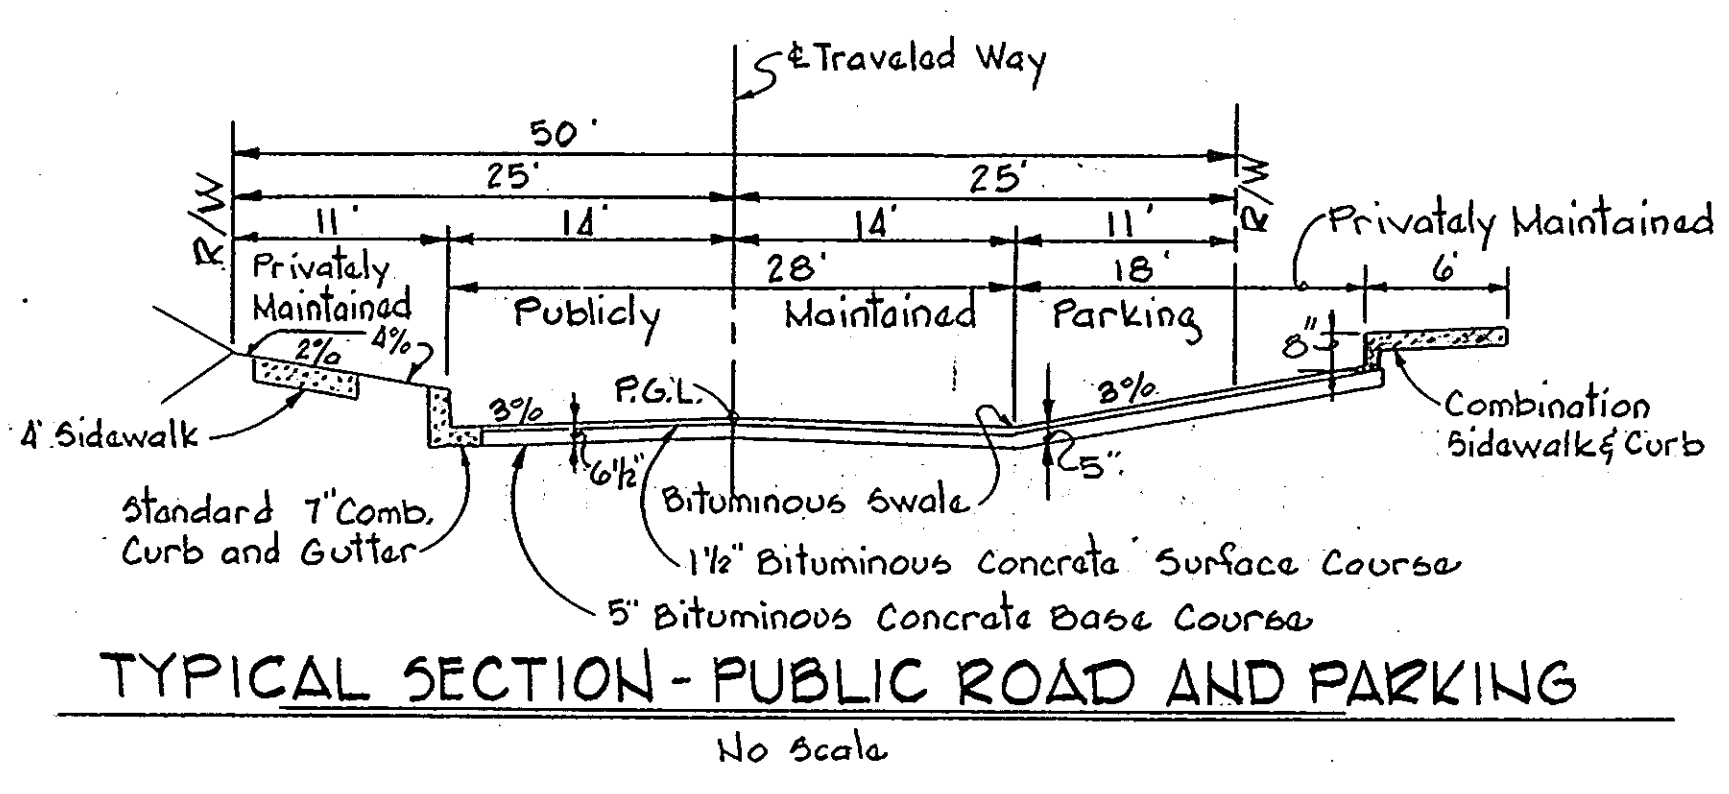 ℄ Traveled Way
50'
25' 25'
R/W R/W
11' 14' 14' 11'
Privately Maintained
28' 18' 6'
Privately
Maintained
Publicly Maintained Parking
2% 4% 8"
P.G.L.
3% 3%
4' Sidewalk
6½" 5"
Combination
Sidewalk & Curb
Bituminous Swale
Standard 7" Comb.
Curb and Gutter
1½" Bituminous Concrete Surface Course
5" Bituminous Concrete Base Course
TYPICAL SECTION - PUBLIC ROAD AND PARKING
No Scale